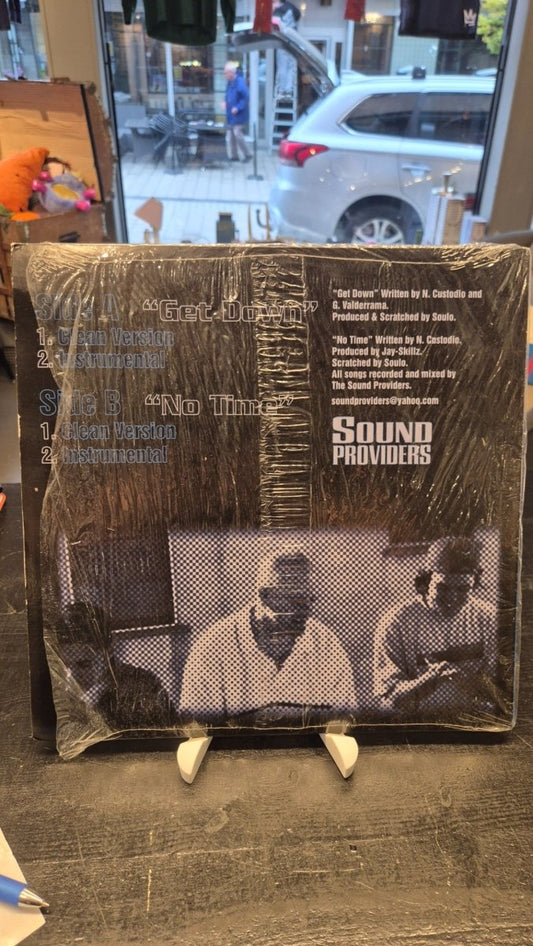 Side A "Get Down"
1. Clean Version
2. Instrumental
Side B "No Time"
1. Clean Version
2. Instrumental
"Get Down" Written by N. Custodio and
G. Valderrama.
Produced & Scratched by Soulo.
"No Time" Written by N. Custodio.
Produced by Jay-Skillz.
Scratched by Soulo.
All songs recorded and mixed by
The Sound Providers.
soundproviders@yahoo.com
SOUND
PROVIDERS